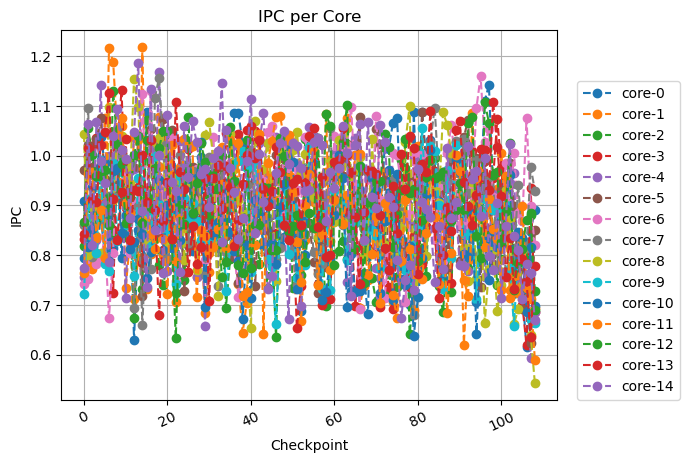 IPC per Core
IPC
1.2
1.1
1.0
0.9
0.8
0.7
0.6
0
20
40
60
80
100
Checkpoint
core-0
core-1
core-2
core-3
core-4
core-5
core-6
core-7
core-8
core-9
core-10
core-11
core-12
core-13
core-14